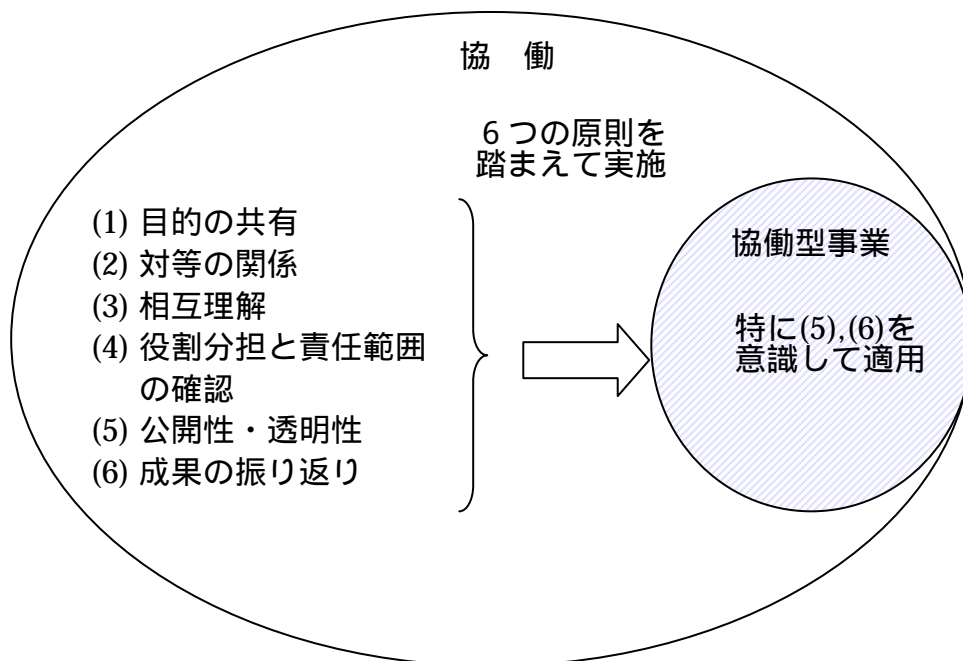 協　働
６つの原則を
踏まえて実施
(1) 目的の共有
(2) 対等の関係
(3) 相互理解
(4) 役割分担と責任範囲
の確認
(5) 公開性・透明性
(6) 成果の振り返り
協働型事業
特に(5),(6)を
意識して適用